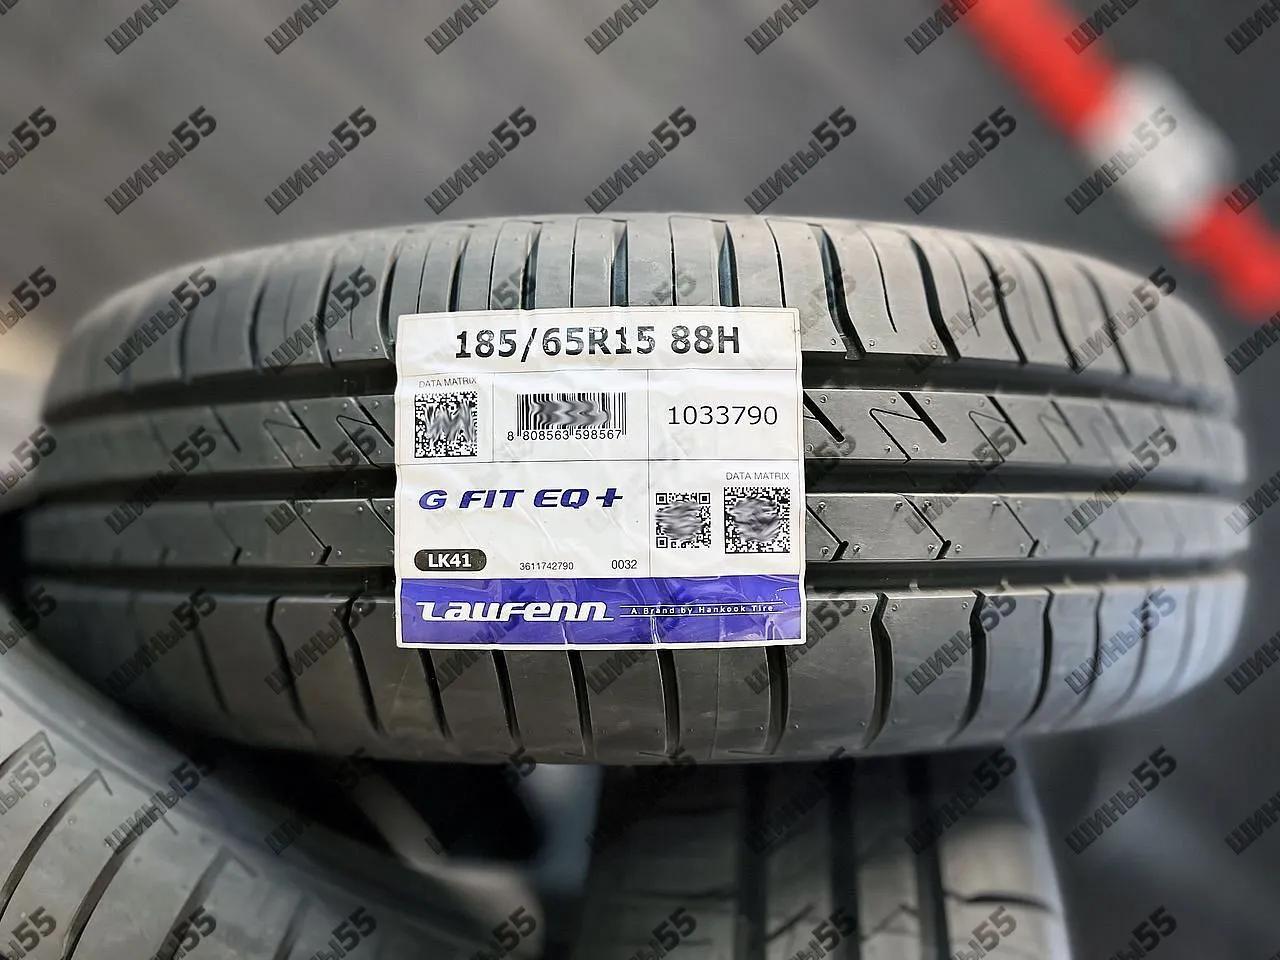 185/65R15 88H
DATA MATRIX
8 808563 598567
1033790
G FIT EQ+
DATA MATRIX
LK41
3611742790
0032
Laufenn
A Brand by Hankook Tire
ШИНЫ55